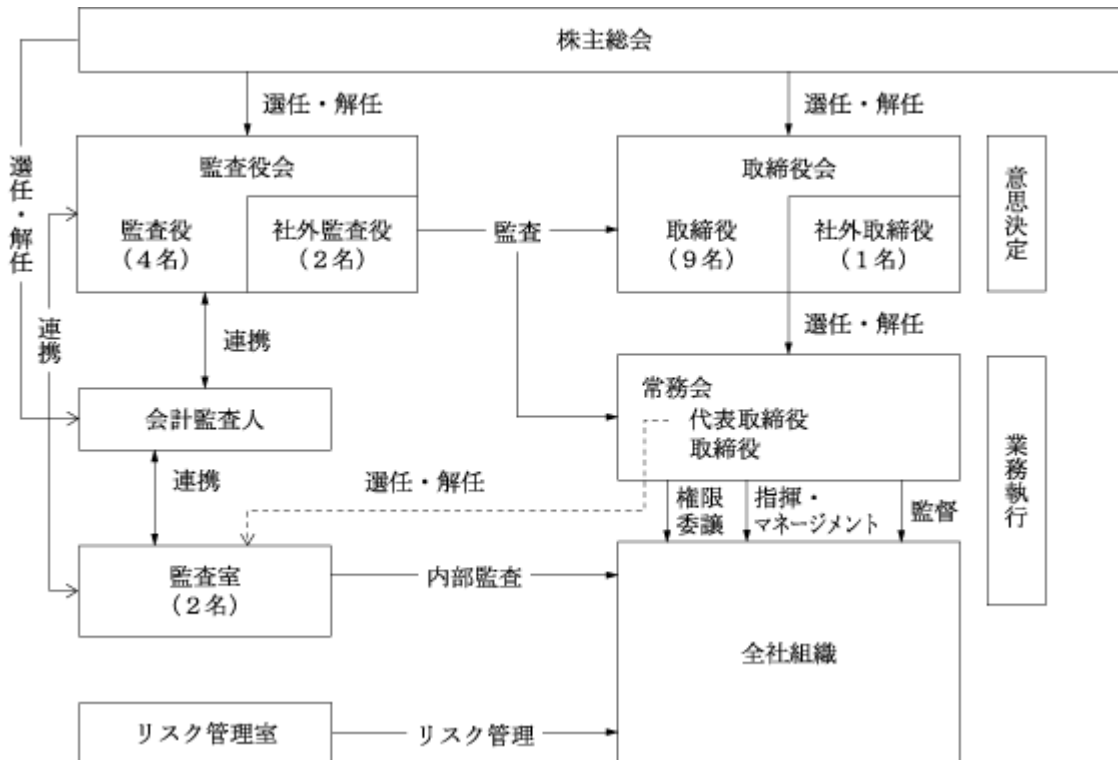 株主総会
選任・解任
選任・解任
選任・解任
監査役会
監査役
(4名)
社外監査役
(2名)
監査
取締役会
取締役
(9名)
社外取締役
(1名)
意思決定
連携
連携
選任・解任
会計監査人
常務会
代表取締役
取締役
業務執行
連携
選任・解任
権限
委譲
指揮・
マネージメント
監督
監査室
(2名)
内部監査
全社組織
リスク管理室
リスク管理